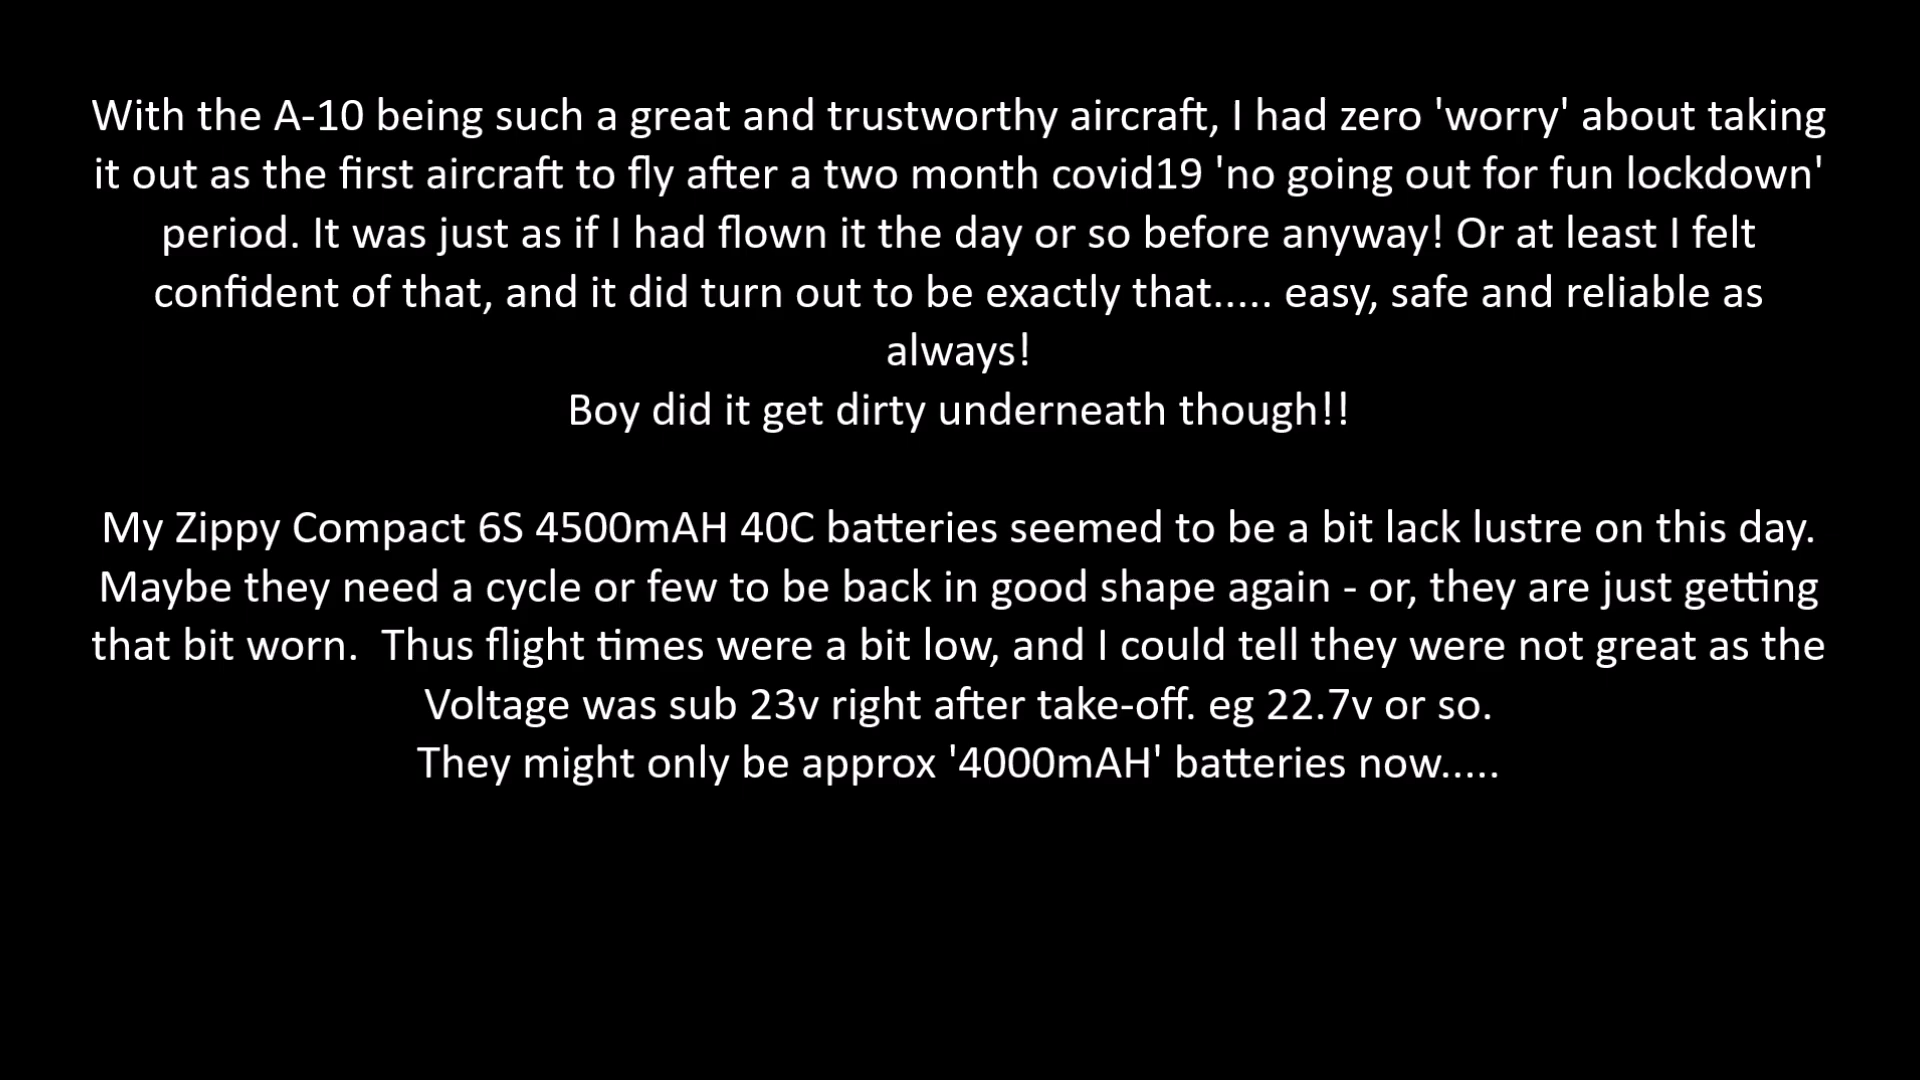 With the A-10 being such a great and trustworthy aircraft, I had zero 'worry' about taking
it out as the first aircraft to fly after a two month covid19 'no going out for fun lockdown'
period. It was just as if I had flown it the day or so before anyway! Or at least I felt
confident of that, and it did turn out to be exactly that..... easy, safe and reliable as
always!
Boy did it get dirty underneath though!!
My Zippy Compact 6S 4500mAH 40C batteries seemed to be a bit lack lustre on this day.
Maybe they need a cycle or few to be back in good shape again - or, they are just getting
that bit worn.  Thus flight times were a bit low, and I could tell they were not great as the
Voltage was sub 23v right after take-off. eg 22.7v or so.
They might only be approx '4000mAH' batteries now.....